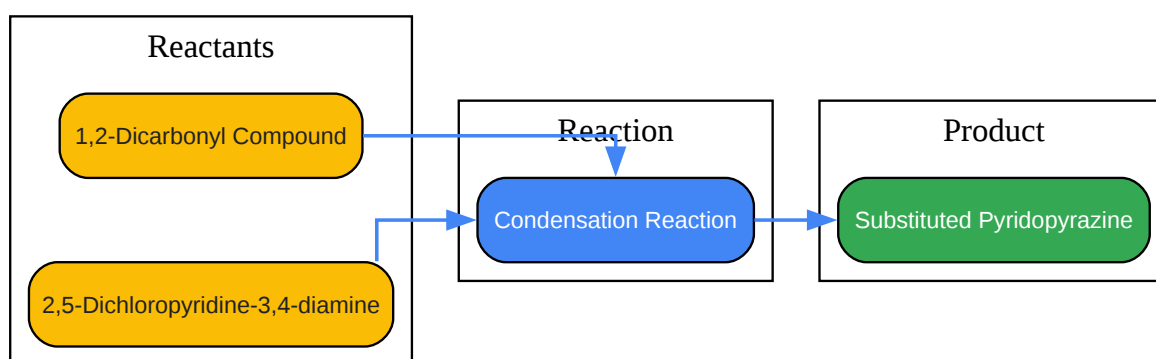 Reactants
1,2-Dicarbonyl Compound
2,5-Dichloropyridine-3,4-diamine
Reaction
Condensation Reaction
Product
Substituted Pyridopyrazine